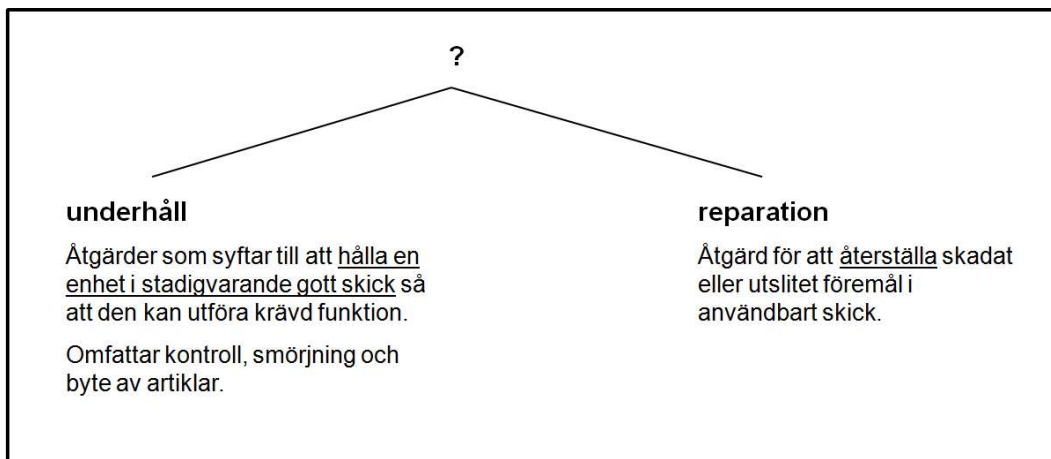 ?
underhåll
Åtgärder som syftar till att hålla en
enhet i stadigvarande gott skick så
att den kan utföra krävd funktion.
Omfattar kontroll, smörjning och
byte av artiklar.
reparation
Åtgärd för att återställa skadat
eller utslitet föremål i
användbart skick.